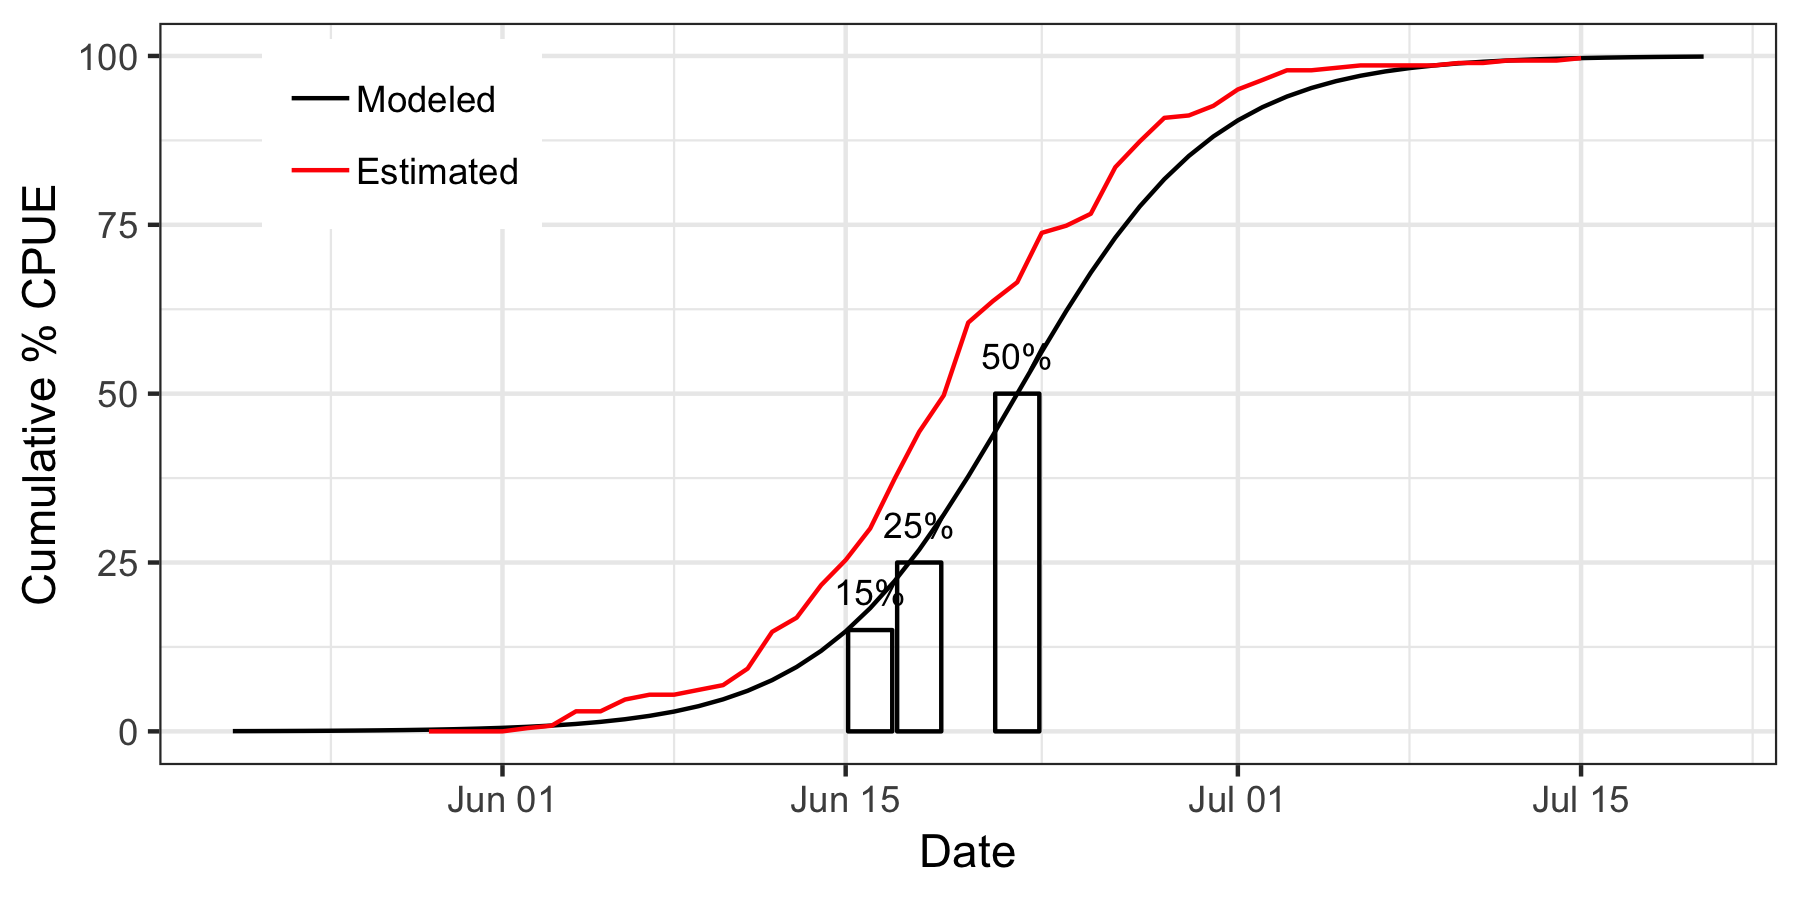 Cumulative % CPUE
100
75
50
25
0
Modeled
Estimated
50%
25%
15%
Jun 01
Jun 15
Jul 01
Jul 15
Date